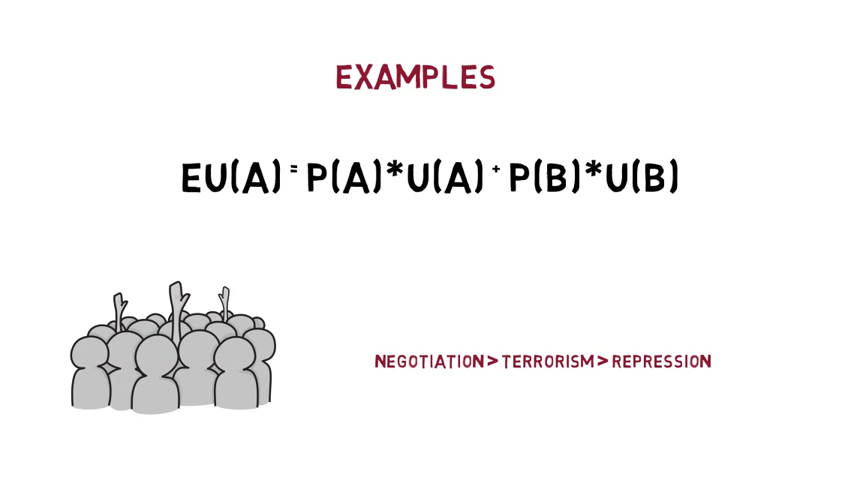 EXAMPLES
EU(A) = P(A)*U(A) + P(B)*U(B)
NEGOTIATION > TERRORISM > REPRESSION